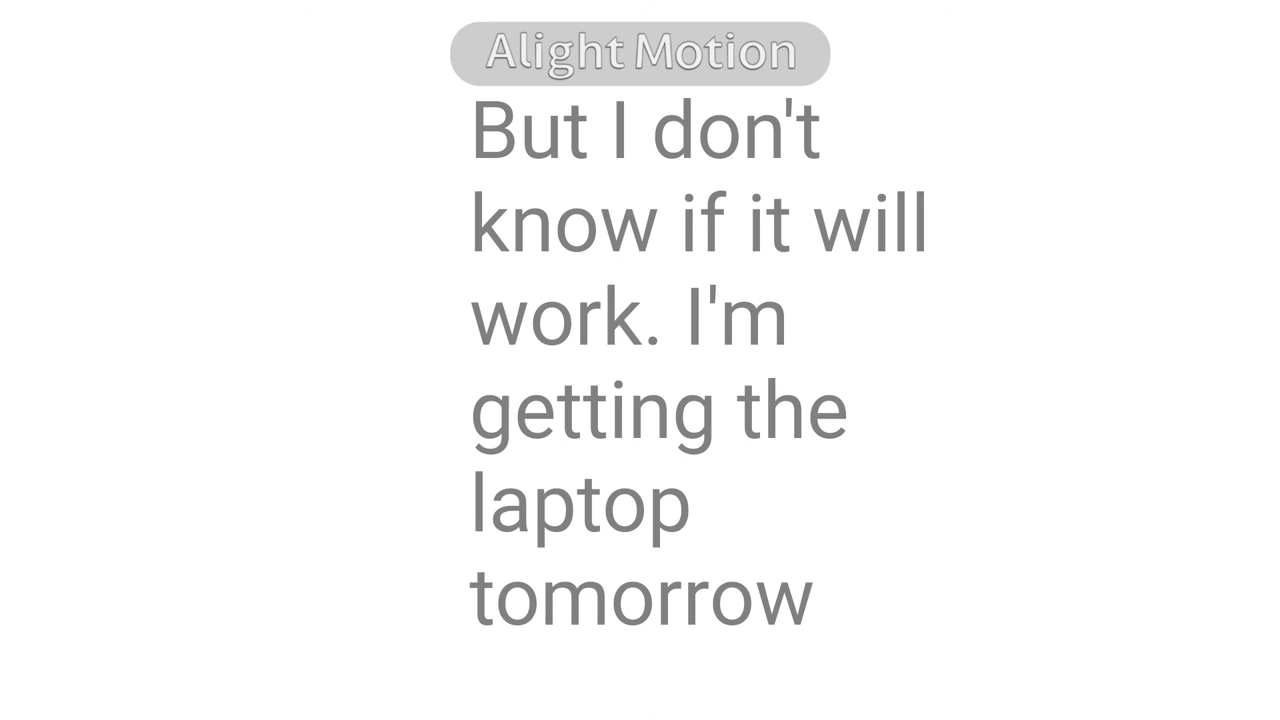 Alight Motion
But I don't
know if it will
work. I'm
getting the
laptop
tomorrow